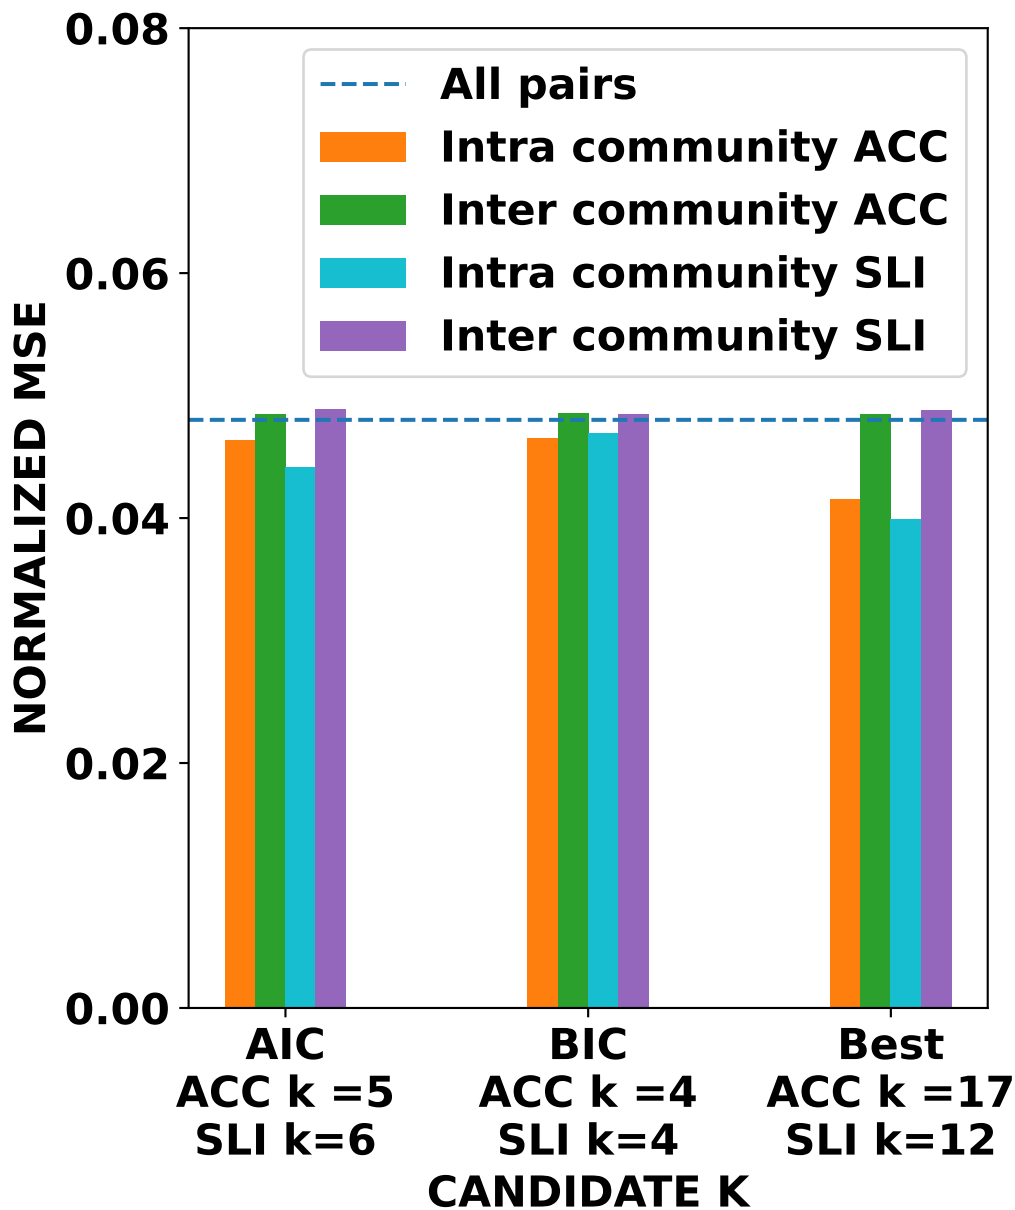 0.08
All pairs
Intra community ACC
Inter community ACC
Intra community SLI
Inter community SLI
0.06
0.04
0.02
0.00
NORMALIZED MSE
AIC
ACC k =5
SLI k=6
BIC
ACC k =4
SLI k=4
Best
ACC k =17
SLI k=12
CANDIDATE K